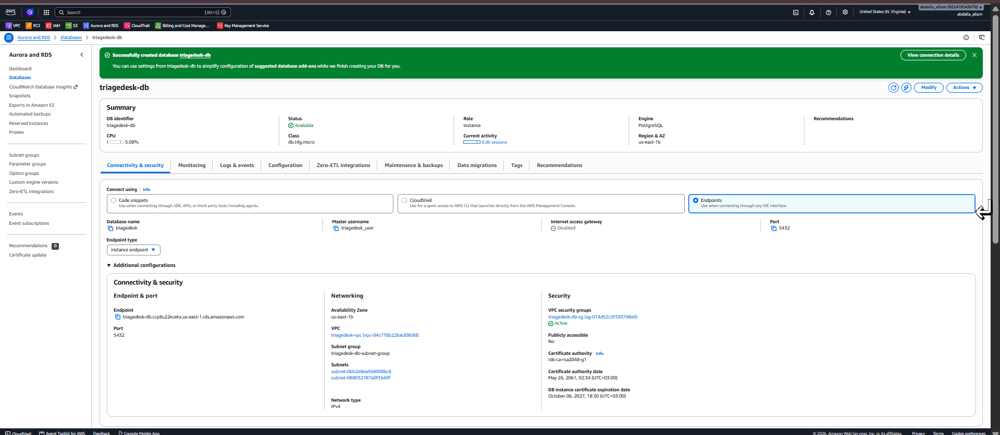 aws
Search [Alt+S]
United States (N. Virginia)
abdalla_allam (922419543079)
abdalla_allam
VPC EC2 IAM S3 Aurora and RDS CloudTrail Billing and Cost Manage... Key Management Service
Aurora and RDS > Databases > triagedesk-db
Aurora and RDS
Dashboard
Databases
CloudWatch Database Insights
Snapshots
Exports in Amazon S3
Automated backups
Reserved instances
Proxies
Subnet groups
Parameter groups
Option groups
Custom engine versions
Zero-ETL integrations
Events
Event subscriptions
Recommendations 0
Certificate update
Successfully created database triagedesk-db
You can use settings from triagedesk-db to simplify configuration of suggested database add-ons while we finish creating your DB for you.
View connection details
triagedesk-db
Modify
Actions
Summary
DB identifier
triagedesk-db
CPU
5.08%
Status
Available
Class
db.t4g.micro
Role
Instance
Current activity
0.00 sessions
Engine
PostgreSQL
Region & AZ
us-east-1b
Recommendations
Connectivity & security
Monitoring
Logs & events
Configuration
Zero-ETL integrations
Maintenance & backups
Data migrations
Tags
Recommendations
Connect using Info
Code snippets
Use when connecting through SDK, APIs, or third-party tools including agents.
CloudShell
Use for a quick access to AWS CLI that launches directly from the AWS Management Console.
Endpoints
Use when connecting through any IDE interface.
Database name
triagedesk
Master username
triagedesk_user
Internet access gateway
Disabled
Port
5432
Endpoint type
Instance endpoint
Additional configurations
Connectivity & security
Endpoint & port
Endpoint
triagedesk-db.ccp8u22kcekx.us-east-1.rds.amazonaws.com
Port
5432
Networking
Availability Zone
us-east-1b
VPC
triagedesk-vpc (vpc-04c778b226ac89b9d)
Subnet group
triagedesk-db-subnet-group
Subnets
subnet-0bb2e8ea5680086c8
subnet-088032787a0f3649f
Network type
IPv4
Security
VPC security groups
triagedesk-db-sg (sg-074d52c5f330798e0)
Active
Publicly accessible
No
Certificate authority Info
rds-ca-rsa2048-g1
Certificate authority date
May 26, 2061, 02:34 (UTC+03:00)
DB instance certificate expiration date
October 06, 2027, 18:30 (UTC+03:00)
CloudShell Agent Toolkit for AWS Feedback Console Mobile App
© 2026, Amazon Web Services, Inc. or its affiliates. Privacy Terms Cookie preferences